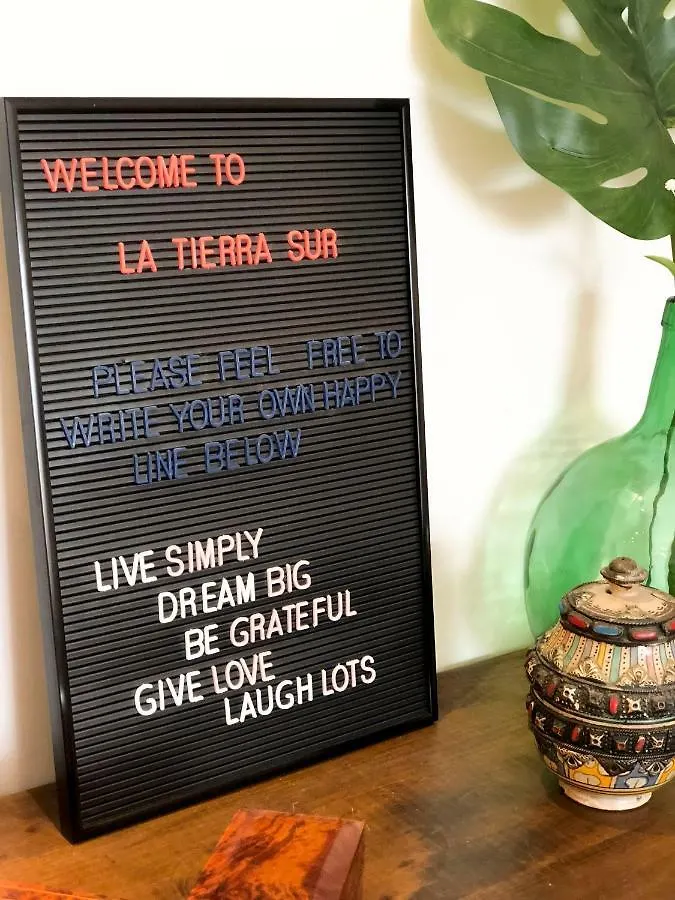 WELCOME TO
LA TIERRA SUR
PLEASE FEEL FREE TO
WRITE YOUR OWN HAPPY
LINE BELOW
LIVE SIMPLY
DREAM BIG
BE GRATEFUL
GIVE LOVE
LAUGH LOTS